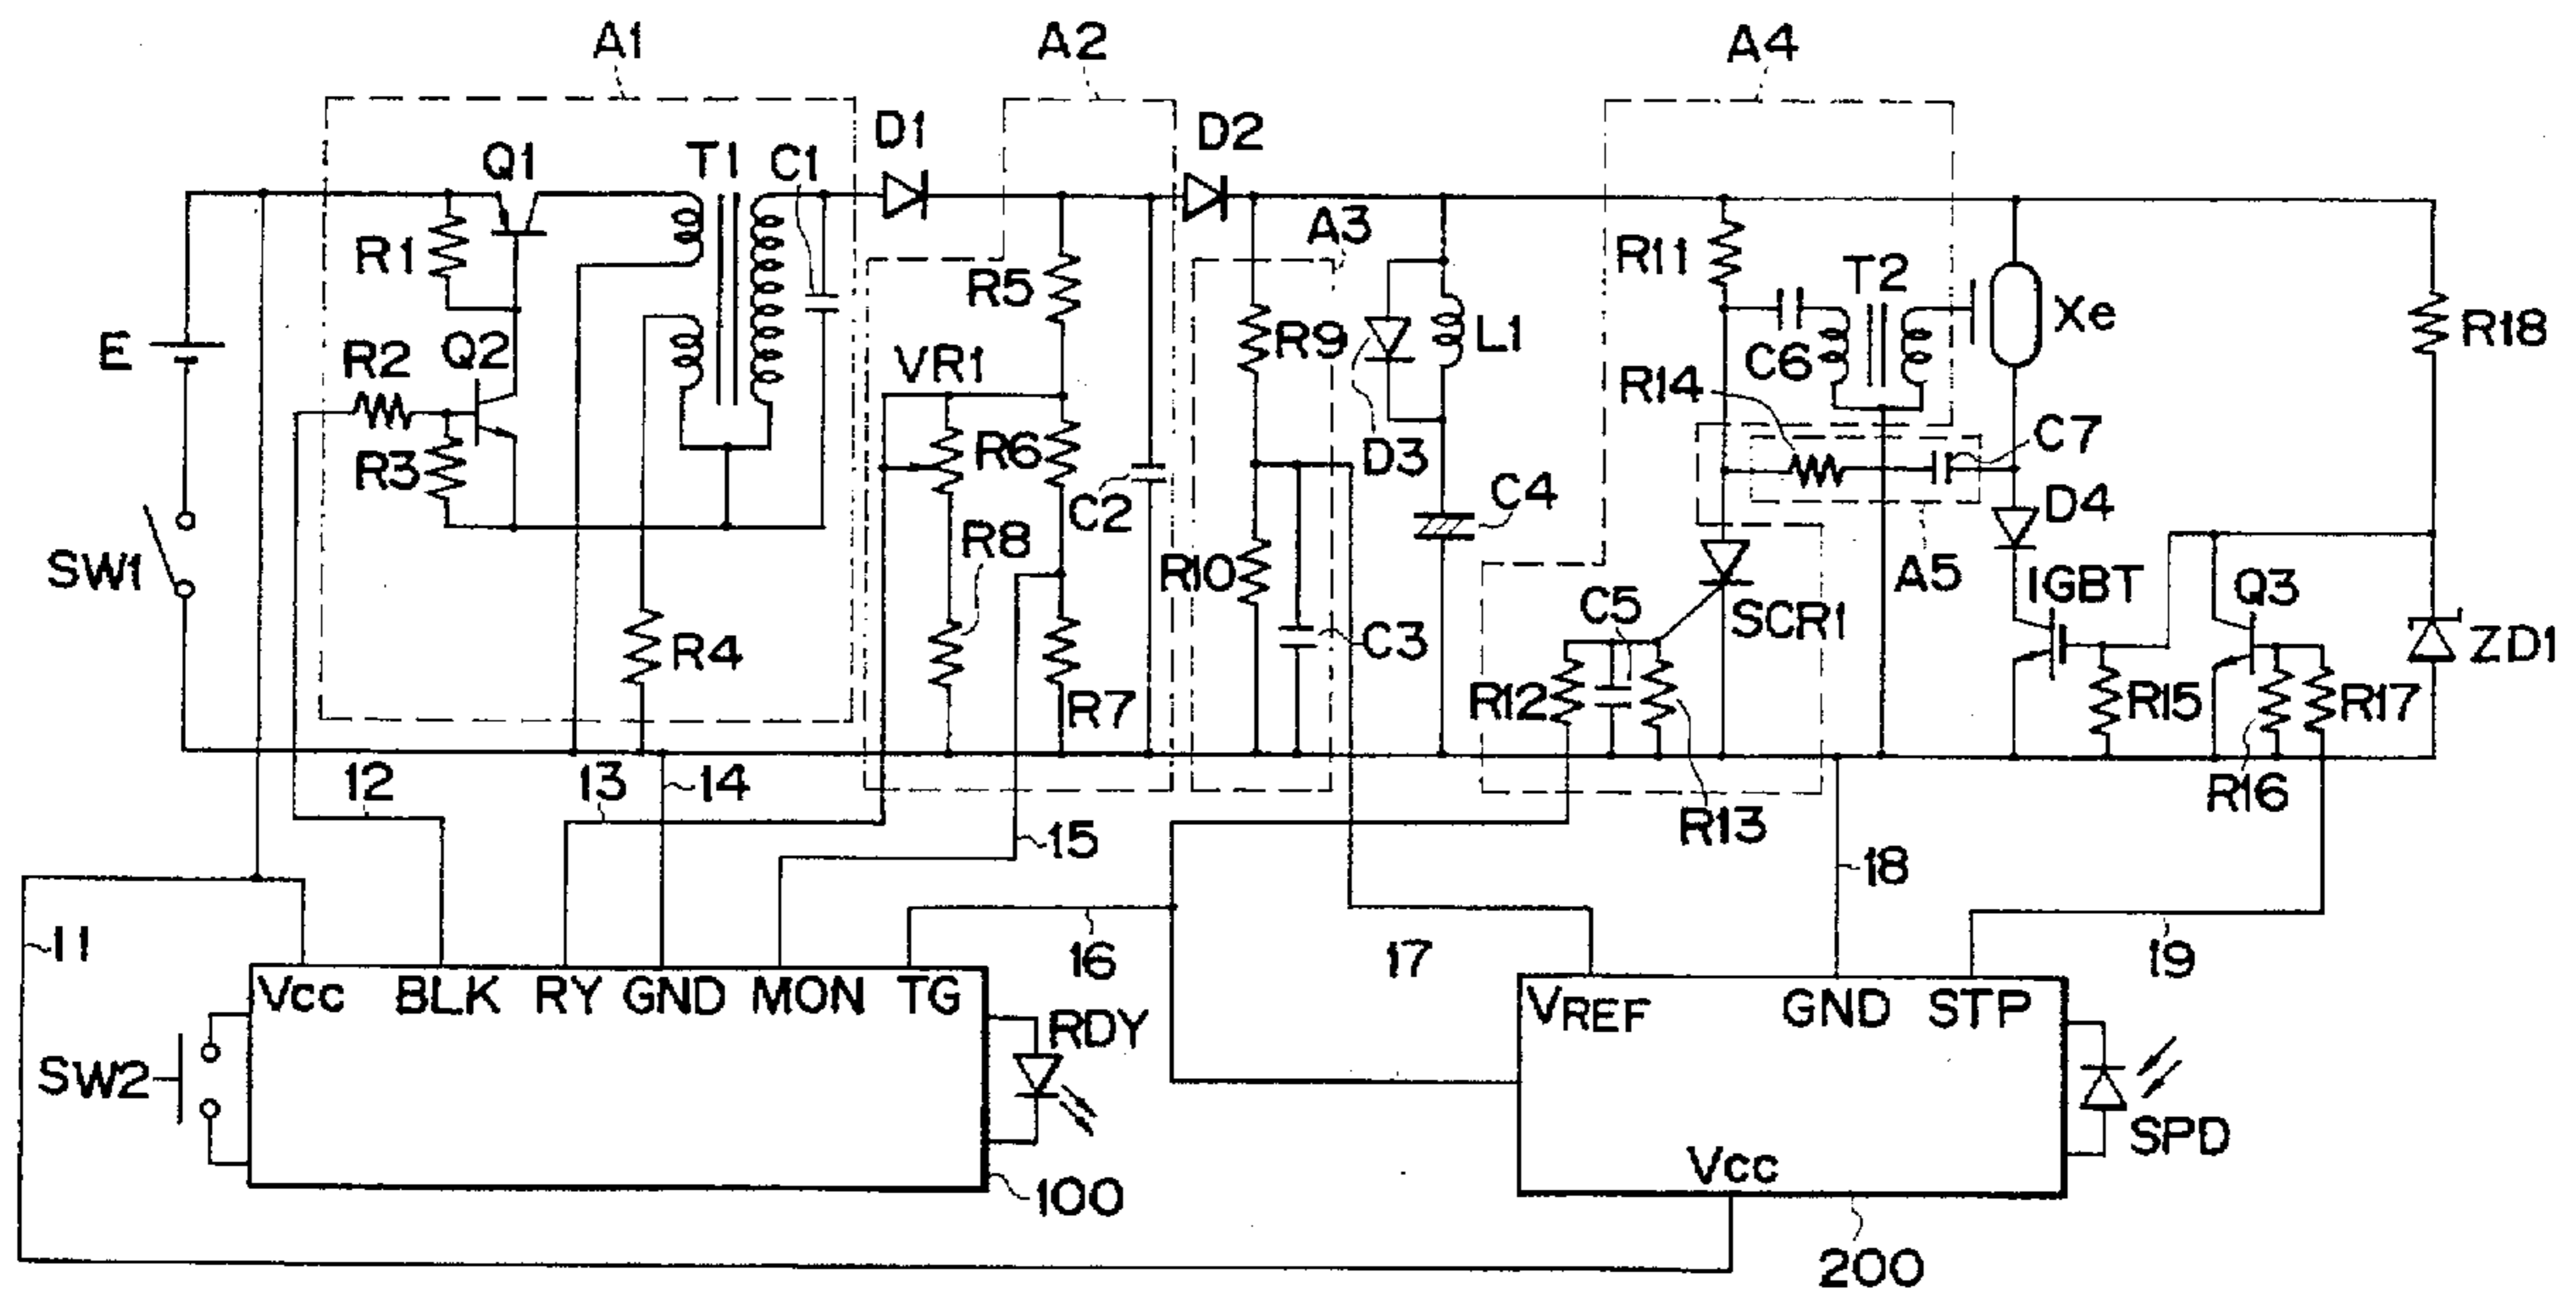 A1
A2
A4
Q1
T1
C1
D1
D2
A3
R1
R5
R11
T2
Xe
E
R2
Q2
VR1
R9
L1
C6
R18
R14
R3
R6
C2
D3
C4
C7
D4
SW1
R8
R10
C5
SCR1
A5
IGBT
Q3
R4
R7
C3
R12
R15
R17
ZD1
R13
R16
12
13
14
15
18
11
16
17
19
Vcc
BLK
RY
GND
MON
TG
RDY
VREF
GND
STP
SW2
SPD
Vcc
100
200